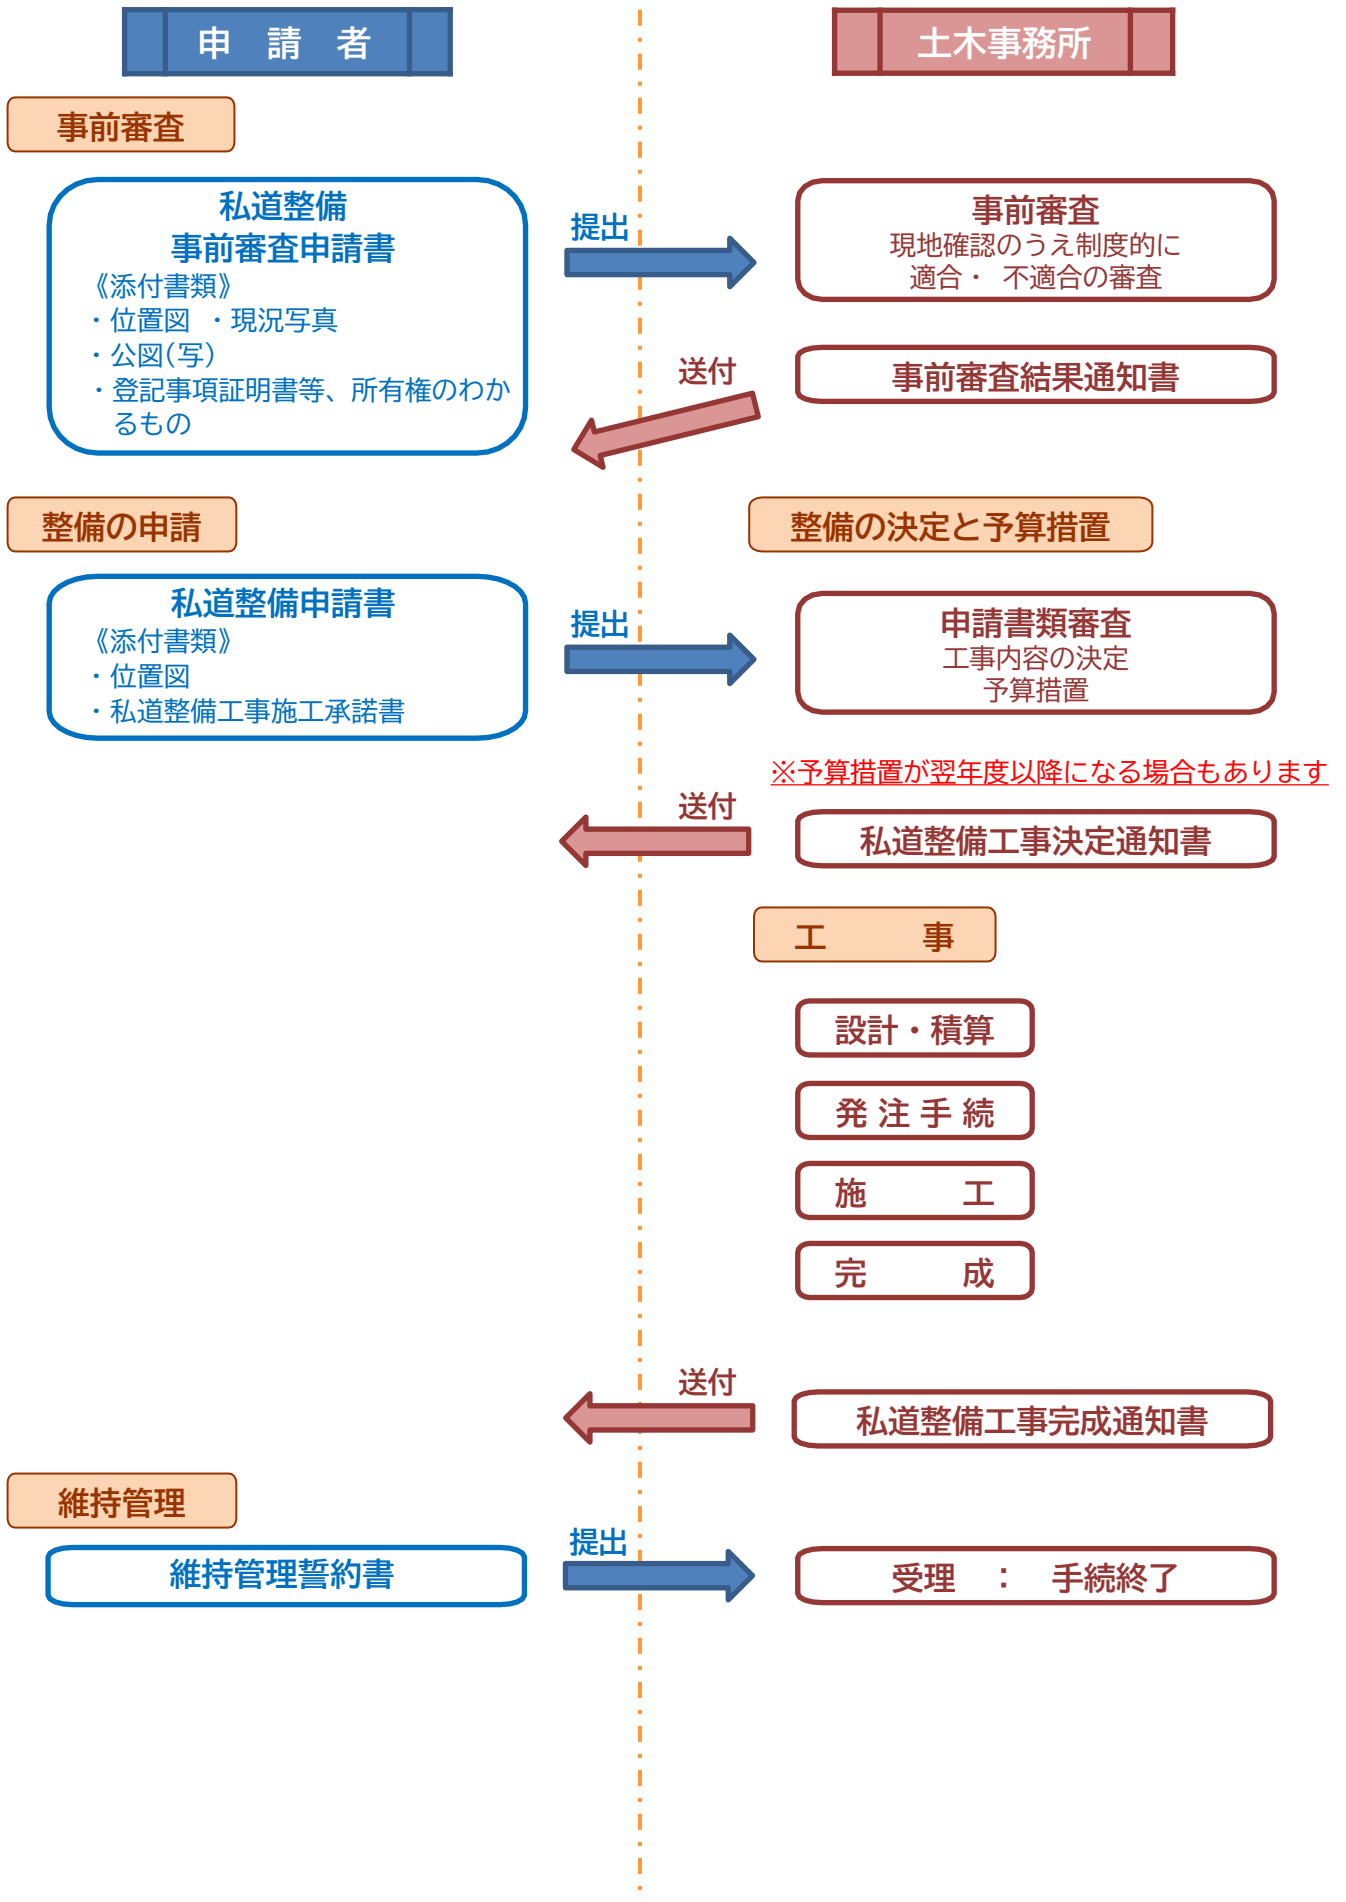 申　請　者
土木事務所
事前審査
私道整備
事前審査申請書
《添付書類》
・位置図　・現況写真
・公図(写)
・登記事項証明書等、所有権のわか
るもの
提出
事前審査
現地確認のうえ制度的に
適合・　不適合の審査
送付
事前審査結果通知書
整備の申請
整備の決定と予算措置
私道整備申請書
《添付書類》
・位置図
・私道整備工事施工承諾書
提出
申請書類審査
工事内容の決定
予算措置
※予算措置が翌年度以降になる場合もあります
送付
私道整備工事決定通知書
工　　　事
設計・積算
発 注 手 続
施　　　工
完　　　成
送付
私道整備工事完成通知書
維持管理
維持管理誓約書
提出
受理　：　手続終了